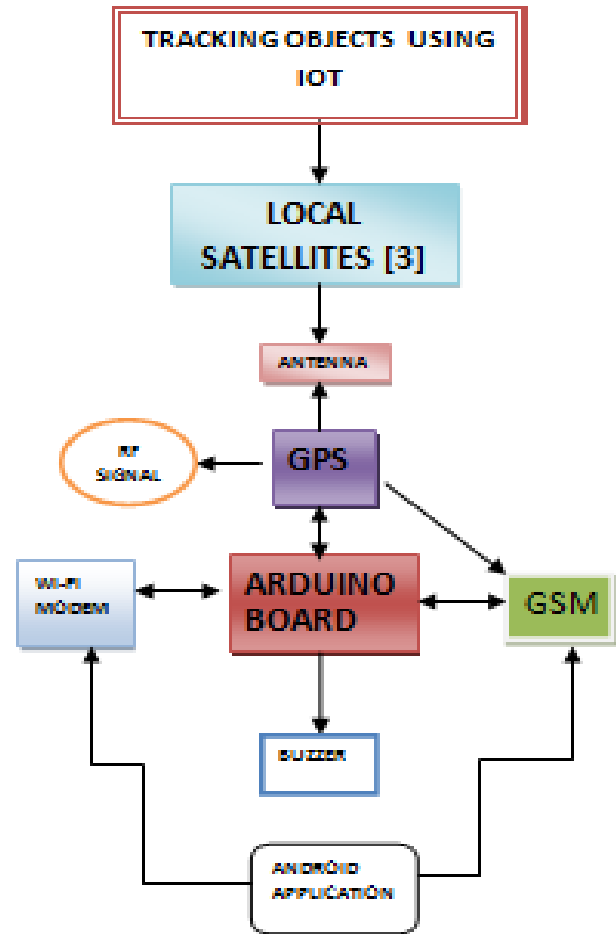 TRACKING OBJECTS USING
IOT
LOCAL
SATELLITES [3]
ANTENINA
RF
SIGNAL
GPS
WI-FI
MODEM
ARDUINO
BOARD
GSM
BUZZER
ANDROID
APPLICATION